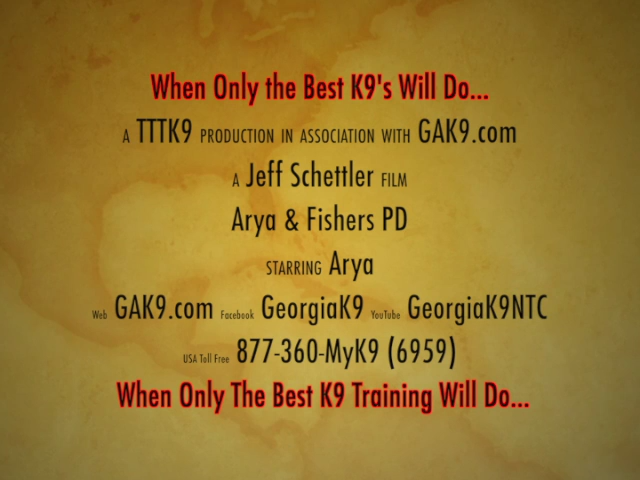 When Only the Best K9's Will Do...
A TTTK9 PRODUCTION IN ASSOCIATION WITH GAK9.com
A Jeff Schettler FILM
Arya & Fishers PD
STARRING Arya
Web GAK9.com Facebook GeorgiaK9 YouTube GeorgiaK9NTC
USA Toll Free 877-360-MyK9 (6959)
When Only The Best K9 Training Will Do...